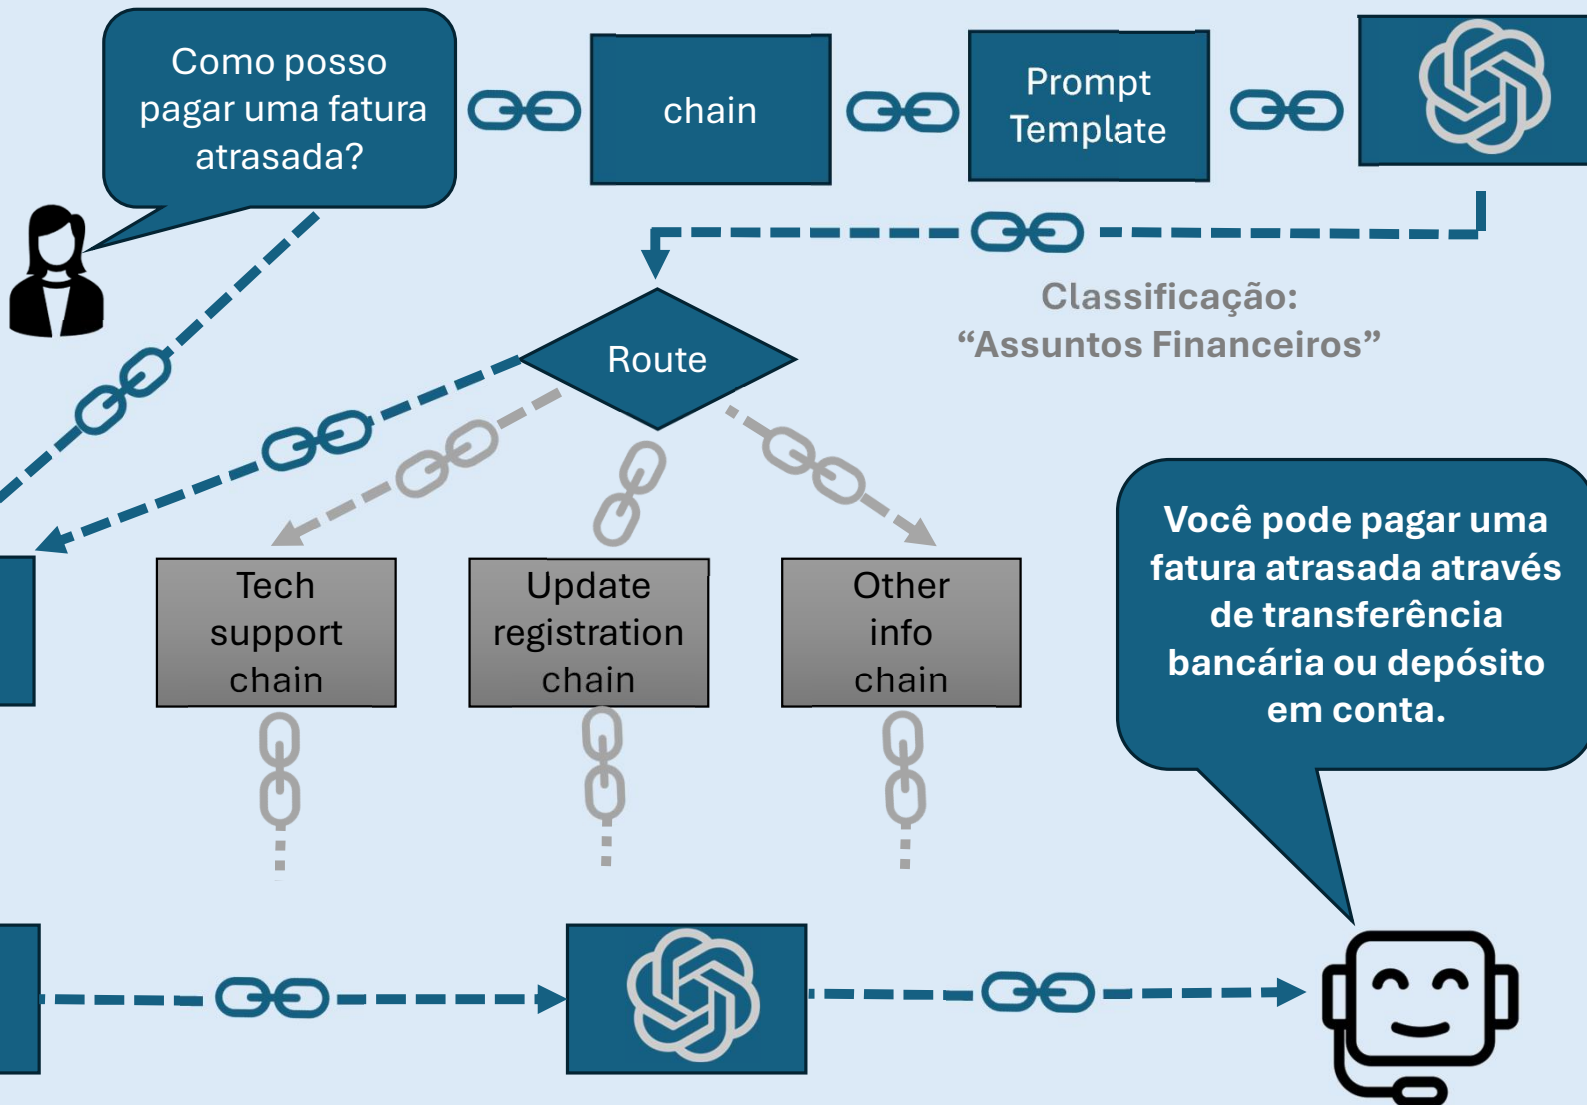 Como posso
pagar uma fatura
atrasada?
chain
Prompt
Template
Classificação:
“Assuntos Financeiros”
Route
Tech
support
chain
Update
registration
chain
Other
info
chain
Você pode pagar uma
fatura atrasada através
de transferência
bancária ou depósito
em conta.